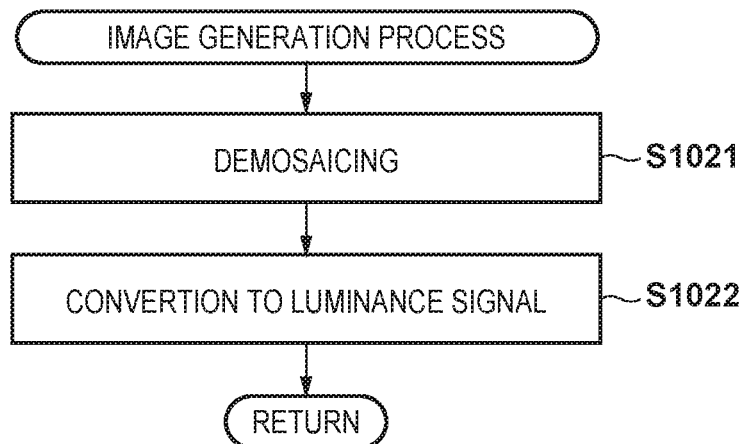 IMAGE GENERATION PROCESS
DEMOSAICING
S1021
CONVERTION TO LUMINANCE SIGNAL
S1022
RETURN